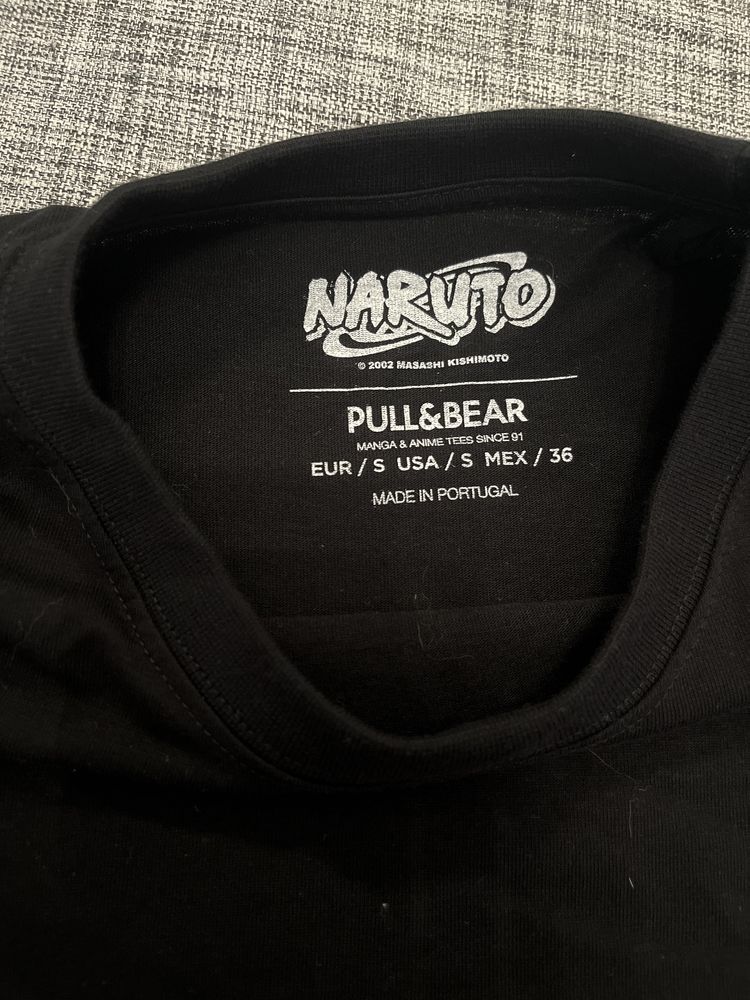 NARUTO
© 2002 MASASHI KISHIMOTO
PULL&BEAR
MANGA & ANIME TEES SINCE 91
EUR / S USA / S MEX / 36
MADE IN PORTUGAL